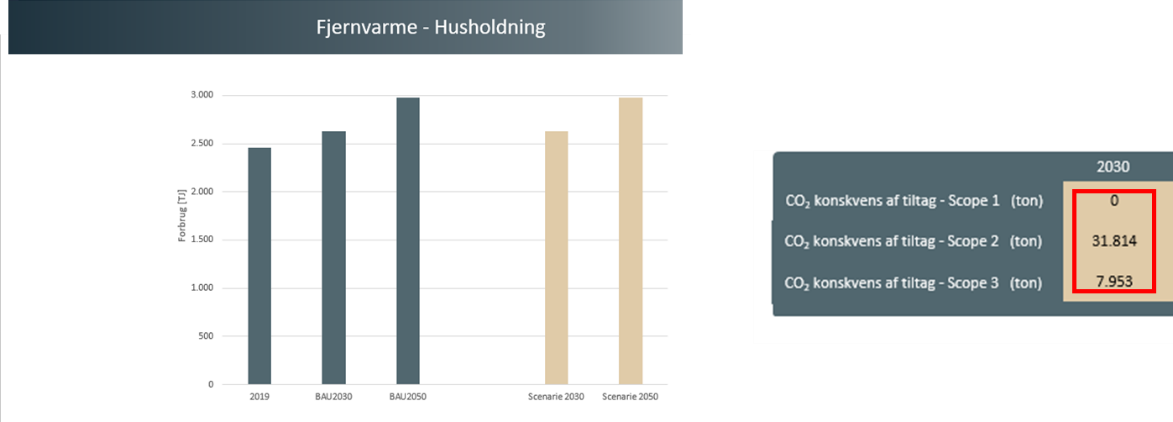 Fjernvarme - Husholdning
3.000
2.500
2.000
1.500
1.000
500
0
Forbrug [TJ]
2019
BAU2030
BAU2050
Scenarie 2030
Scenarie 2050
2030
CO₂ konskvens af tiltag - Scope 1 (ton) 0
CO₂ konskvens af tiltag - Scope 2 (ton) 31.814
CO₂ konskvens af tiltag - Scope 3 (ton) 7.953